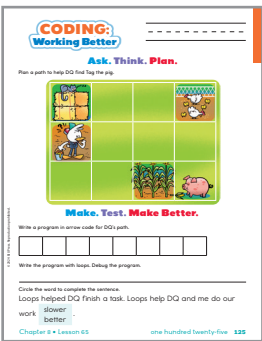 CODING:
Working Better
Ask. Think. Plan.
Plan a path to help DQ find Tag the pig.
Make. Test. Make Better.
Write a program in arrow code for DQ's path.
Write the program with loops. Debug the program.
Circle the word to complete the sentence.
Loops helped DQ finish a task. Loops help DQ and me do our
slower
work
better
.
Chapter 6 • Lesson 65
one hundred twenty-five 125